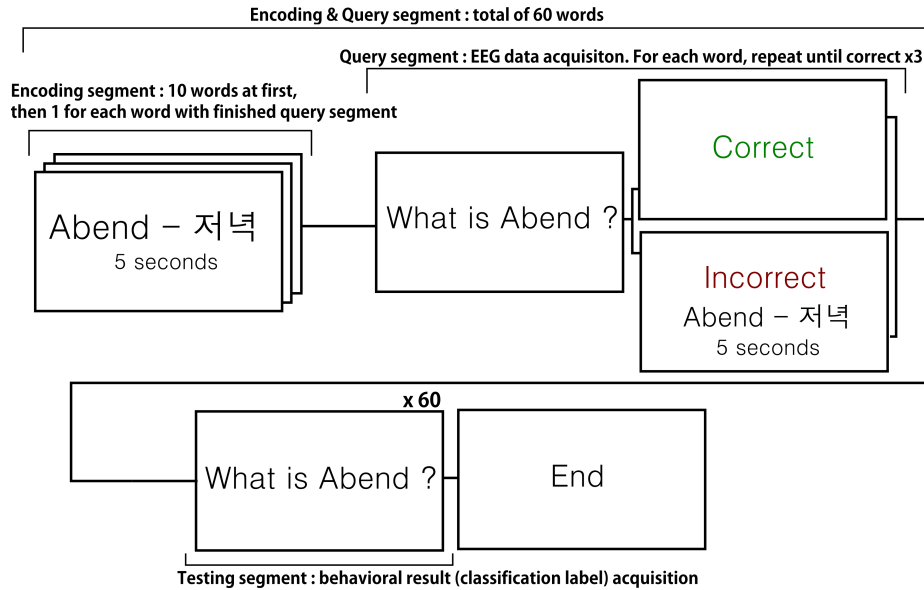 Encoding & Query segment : total of 60 words
Query segment : EEG data acquisiton. For each word, repeat until correct x3
Encoding segment : 10 words at first,
then 1 for each word with finished query segment
Abend – 저녁
5 seconds
What is Abend ?
Correct
Incorrect
Abend – 저녁
5 seconds
x 60
What is Abend ?
End
Testing segment : behavioral result (classification label) acquisition